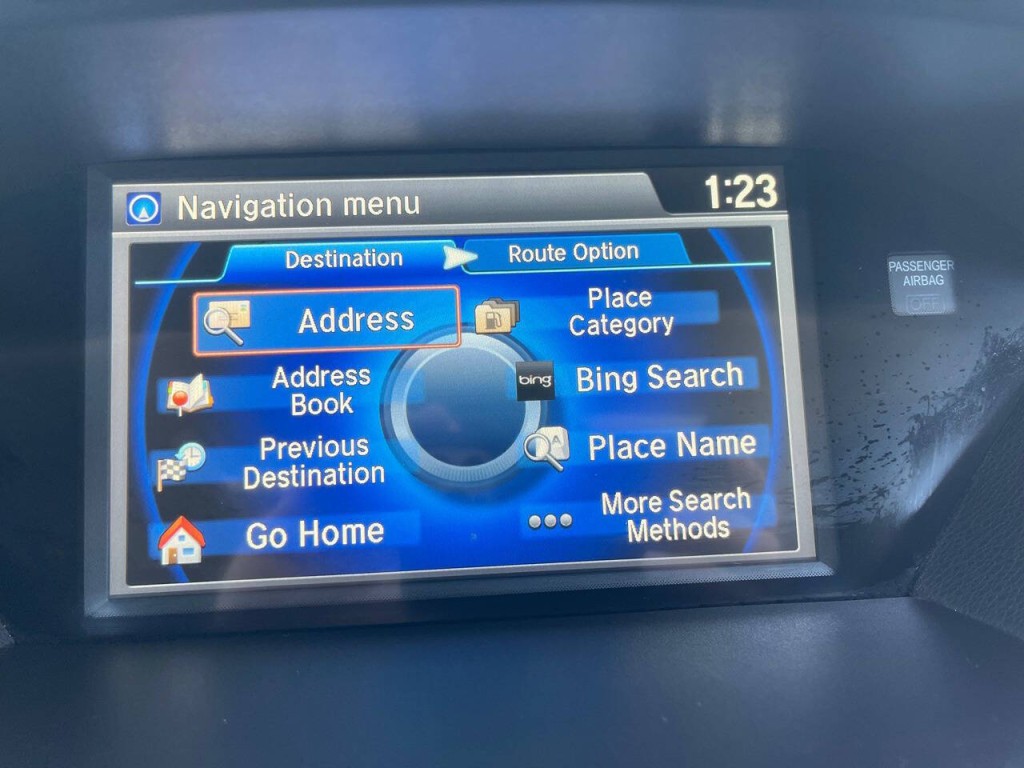 Navigation menu
1:23
Destination
Route Option
Address
Place
Category
Address
Book
bing
Bing Search
Previous
Destination
Place Name
Go Home
More Search
Methods
PASSENGER
AIRBAG
OFF